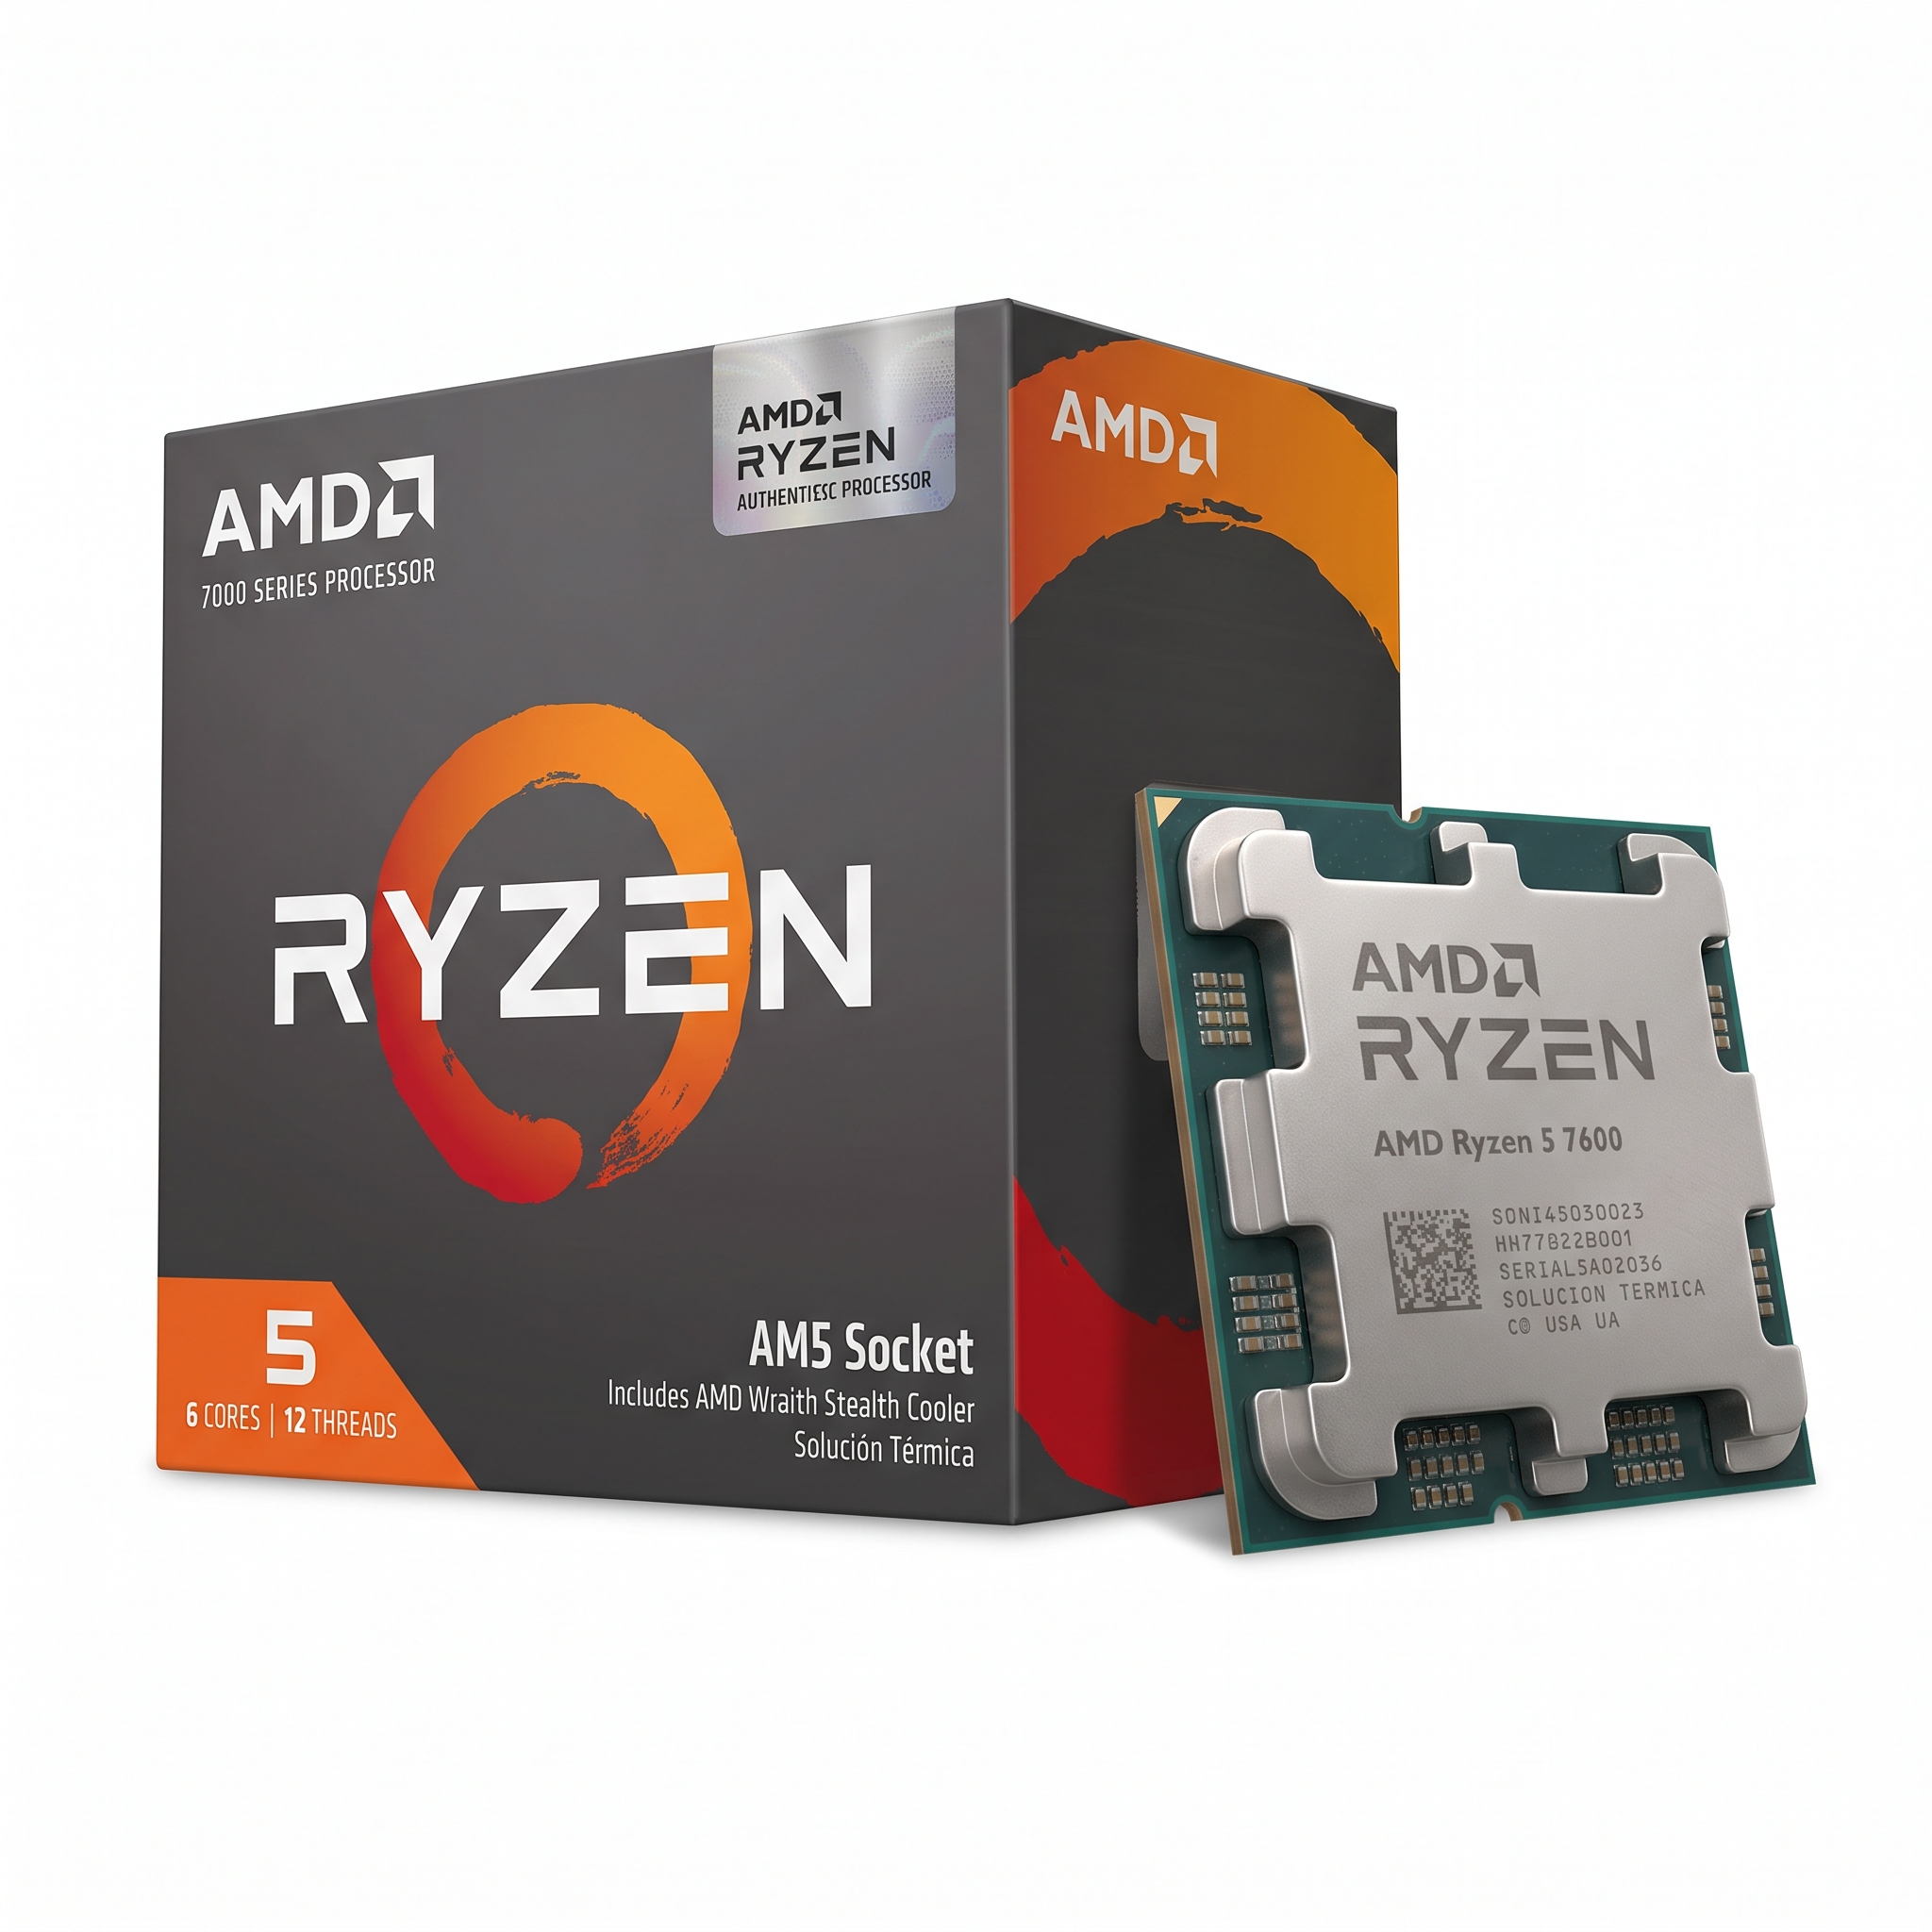 AMD
7000 SERIES PROCESSOR
AMD
RYZEN
AUTHENTIESC PROCESSOR
AMD
RYZEN
5
6 CORES | 12 THREADS
AM5 Socket
Includes AMD Wraith Stealth Cooler
Solución Térmica
AMD
RYZEN
AMD Ryzen 5 7600
SONI45030023
HH77B22B001
SERIAL5A02036
SOLUCION TERMICA
C© USA UA